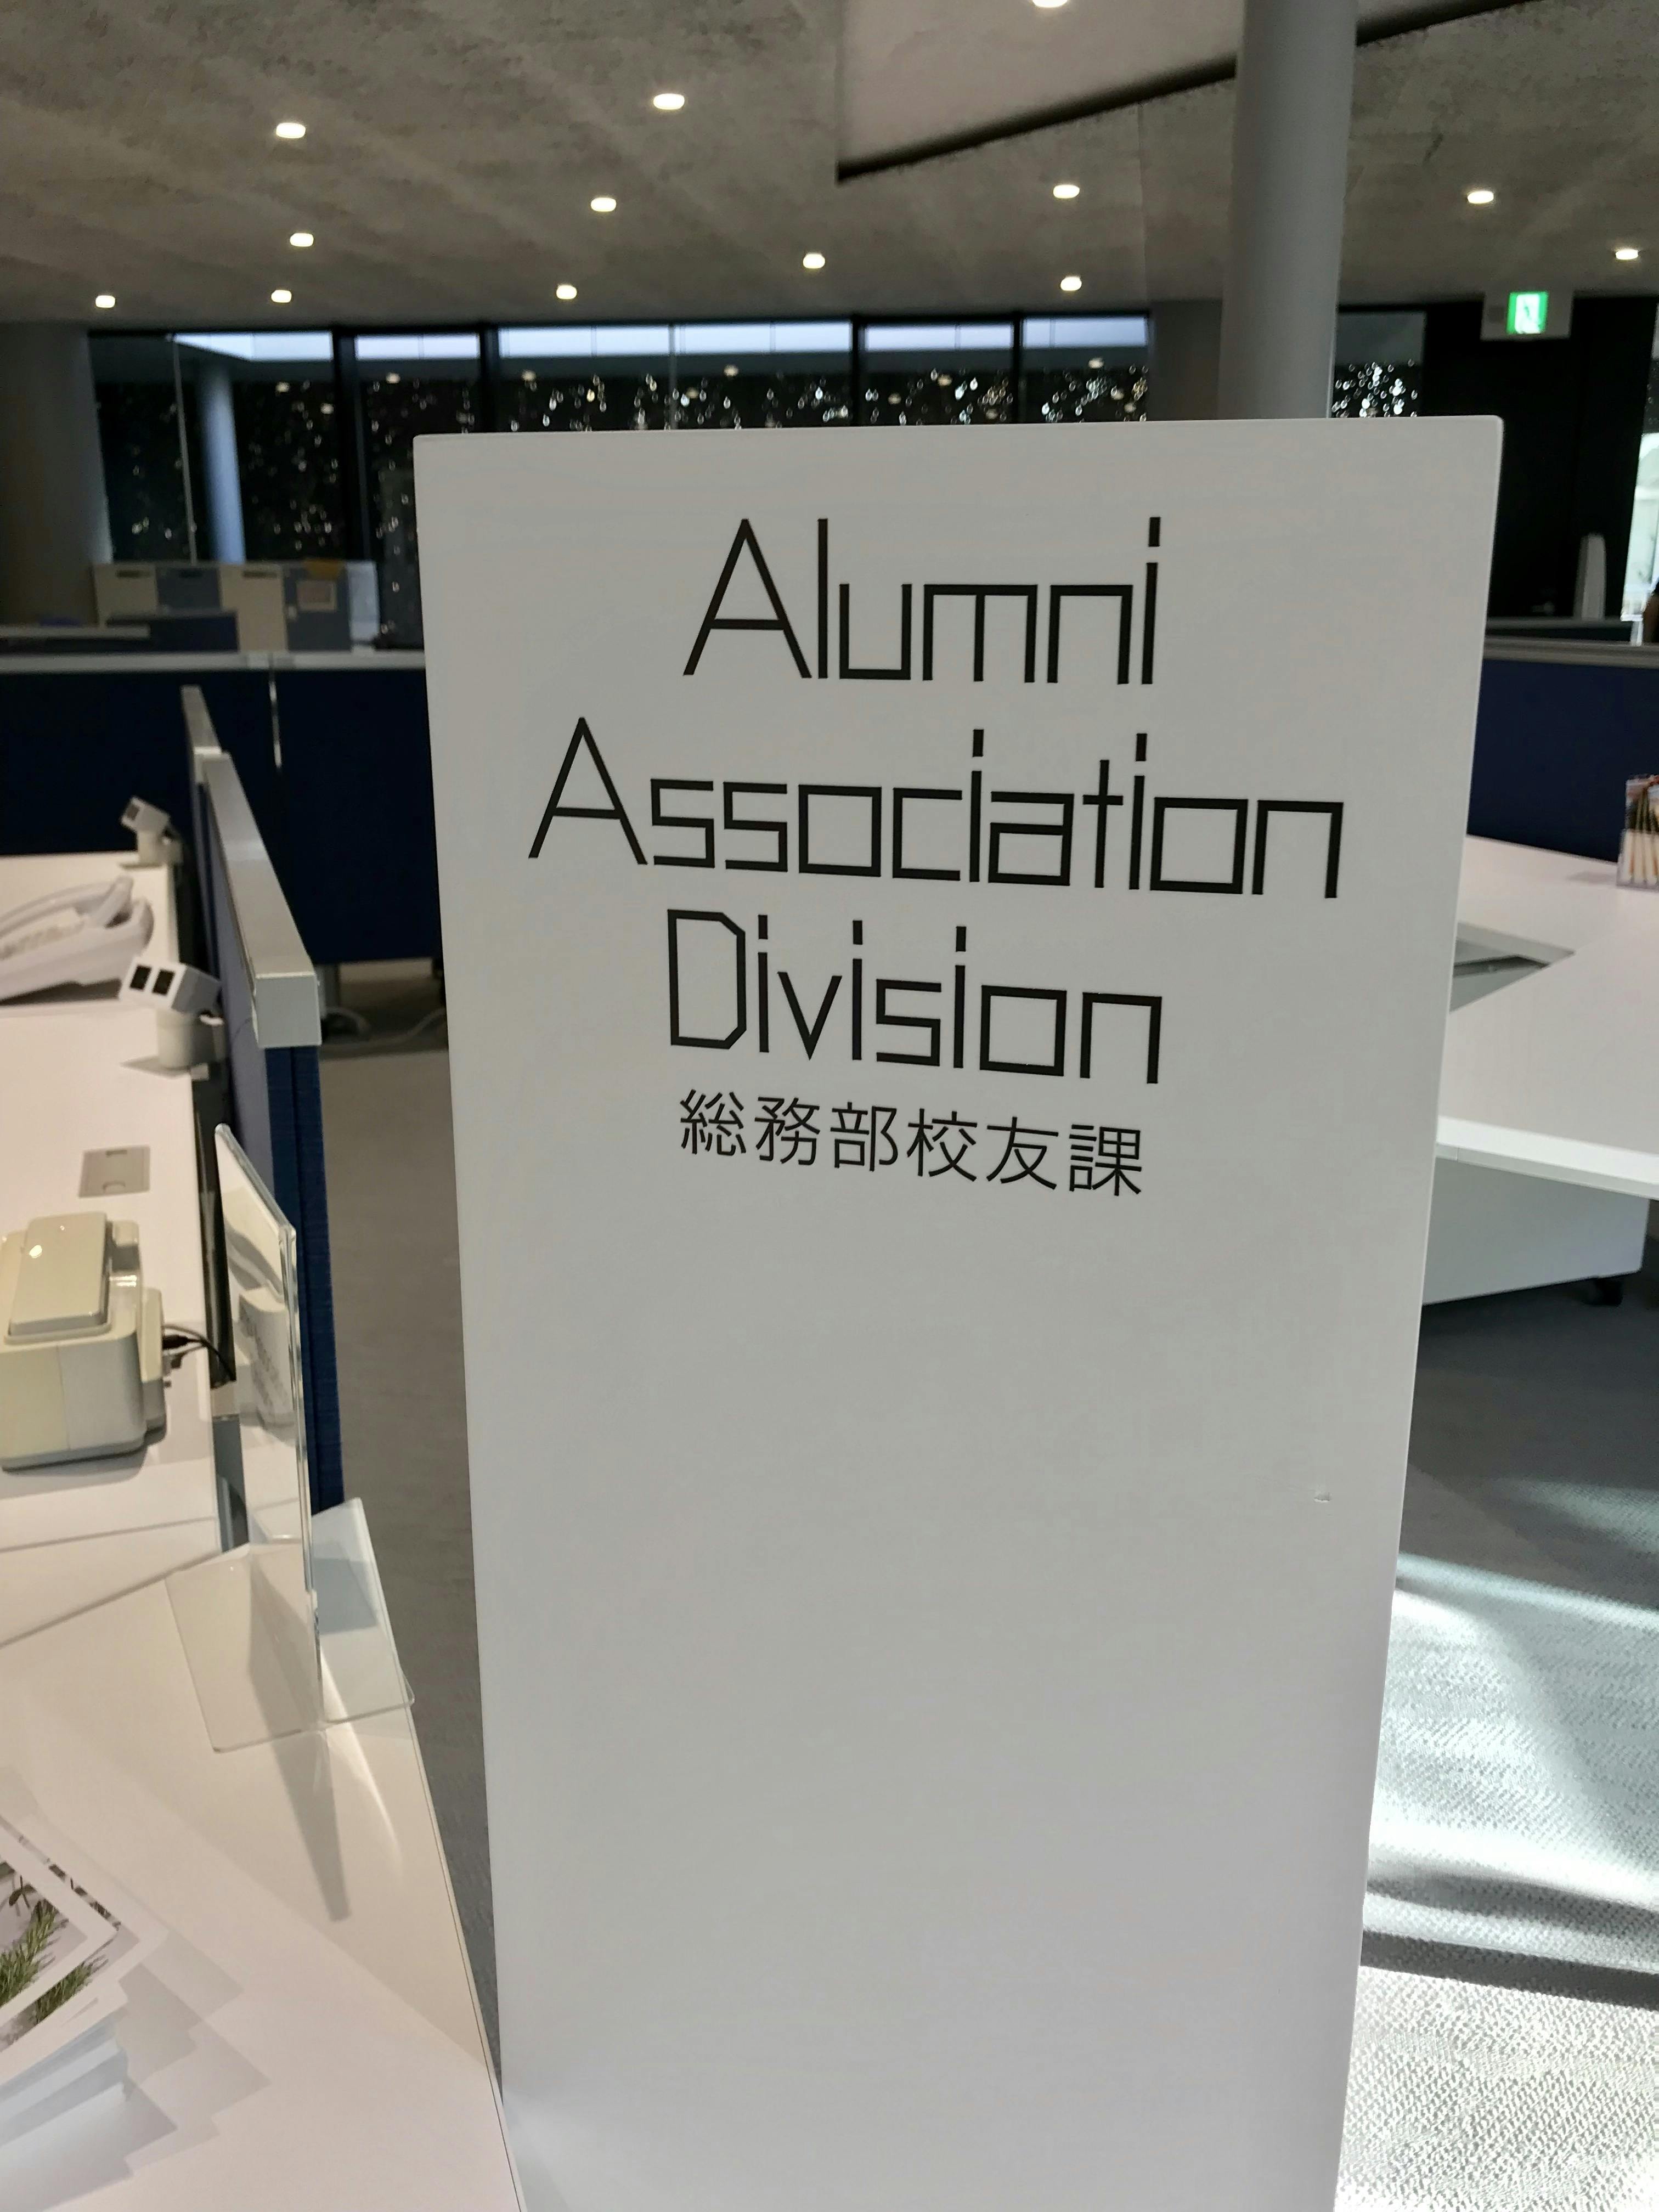 Alumni
Association
Division
総務部校友課